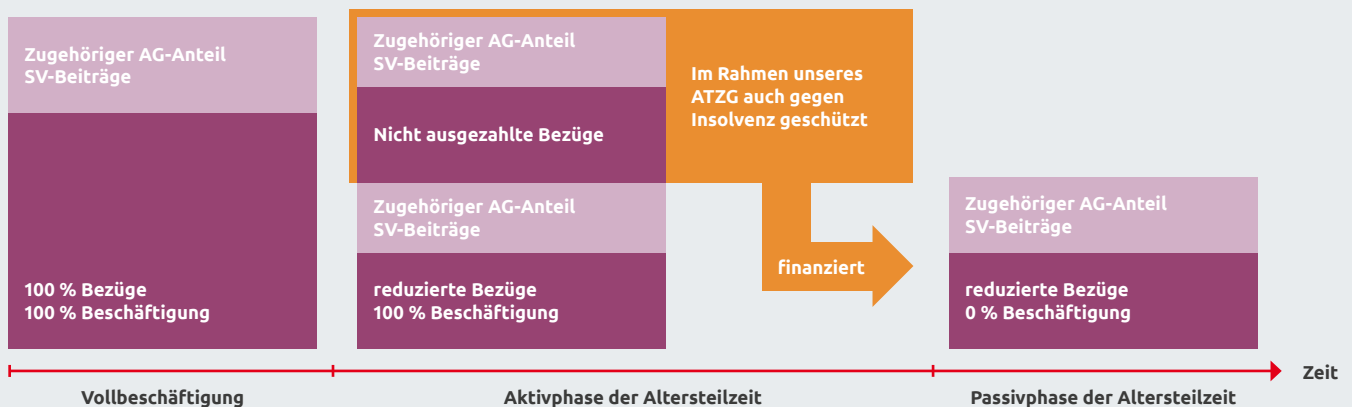 Zugehöriger AG-Anteil
SV-Beiträge
100 % Bezüge
100 % Beschäftigung
Zugehöriger AG-Anteil
SV-Beiträge
Nicht ausgezahlte Bezüge
Zugehöriger AG-Anteil
SV-Beiträge
reduzierte Bezüge
100 % Beschäftigung
Im Rahmen unseres
ATZG auch gegen
Insolvenz geschützt
finanziert
Zugehöriger AG-Anteil
SV-Beiträge
reduzierte Bezüge
0 % Beschäftigung
Zeit
Vollbeschäftigung
Aktivphase der Altersteilzeit
Passivphase der Altersteilzeit